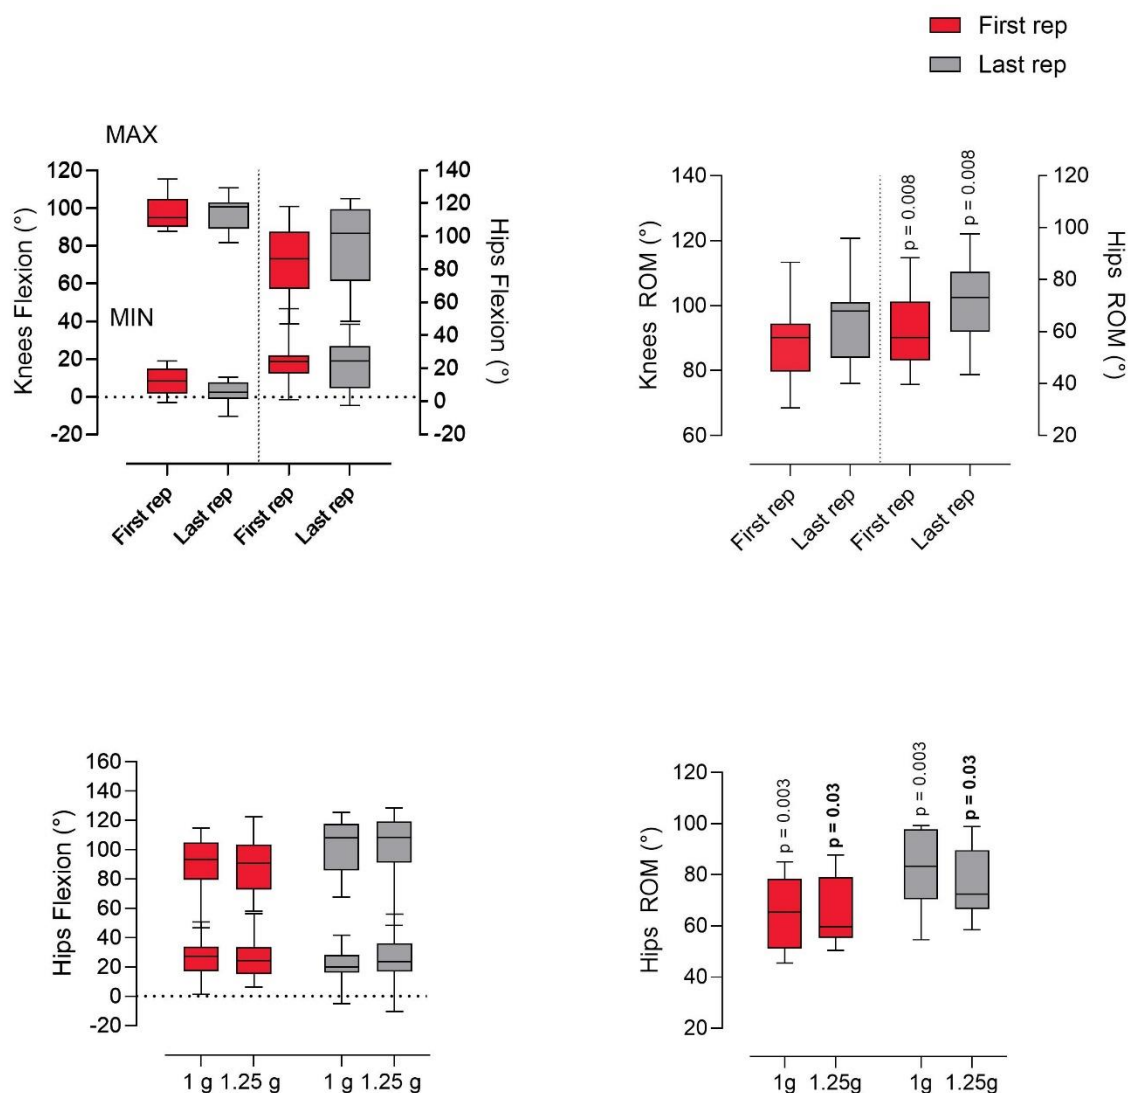 First rep
Last rep
MAX
MIN
Knees Flexion (°)
120
100
80
60
40
20
0
-20
140
120
100
80
60
40
20
0
-20
Hips Flexion (°)
First rep
Last rep
First rep
Last rep
Knees ROM (°)
140
120
100
80
60
p = 0.008
p = 0.008
120
100
80
60
40
20
Hips ROM (°)
First rep
Last rep
First rep
Last rep
Hips Flexion (°)
160
140
120
100
80
60
40
20
0
-20
1 g 1.25 g 1 g 1.25 g
Hips ROM (°)
120
100
80
60
40
20
p = 0.003
p = 0.03
p = 0.003
p = 0.03
1g 1.25g 1g 1.25g